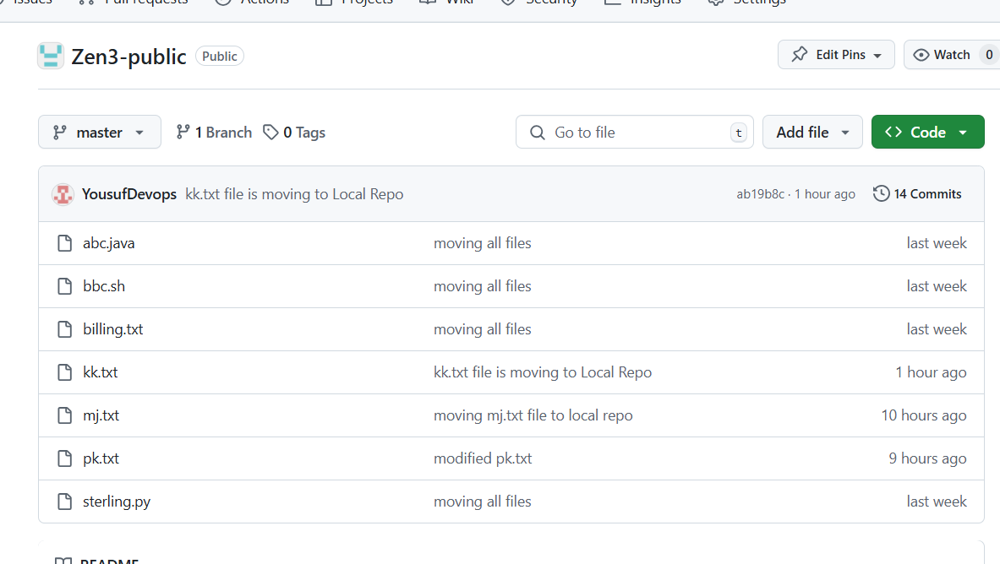 Issues Pull requests Actions Projects Wiki Security Insights Settings
Zen3-public Public Edit Pins Watch 0
master 1 Branch 0 Tags Go to file t Add file Code
YousufDevops kk.txt file is moving to Local Repo ab19b8c · 1 hour ago 14 Commits
abc.java moving all files last week
bbc.sh moving all files last week
billing.txt moving all files last week
kk.txt kk.txt file is moving to Local Repo 1 hour ago
mj.txt moving mj.txt file to local repo 10 hours ago
pk.txt modified pk.txt 9 hours ago
sterling.py moving all files last week
README